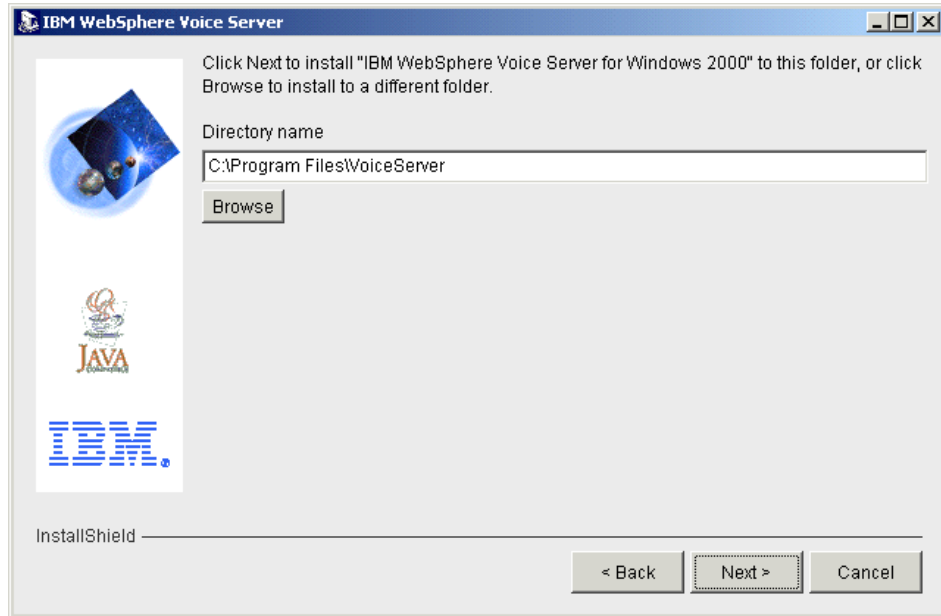 IBM WebSphere Voice Server
Click Next to install "IBM WebSphere Voice Server for Windows 2000" to this folder, or click
Browse to install to a different folder.
Directory name
C:\Program Files\VoiceServer
Browse
JAVA
IBM.
InstallShield
< Back
Next >
Cancel